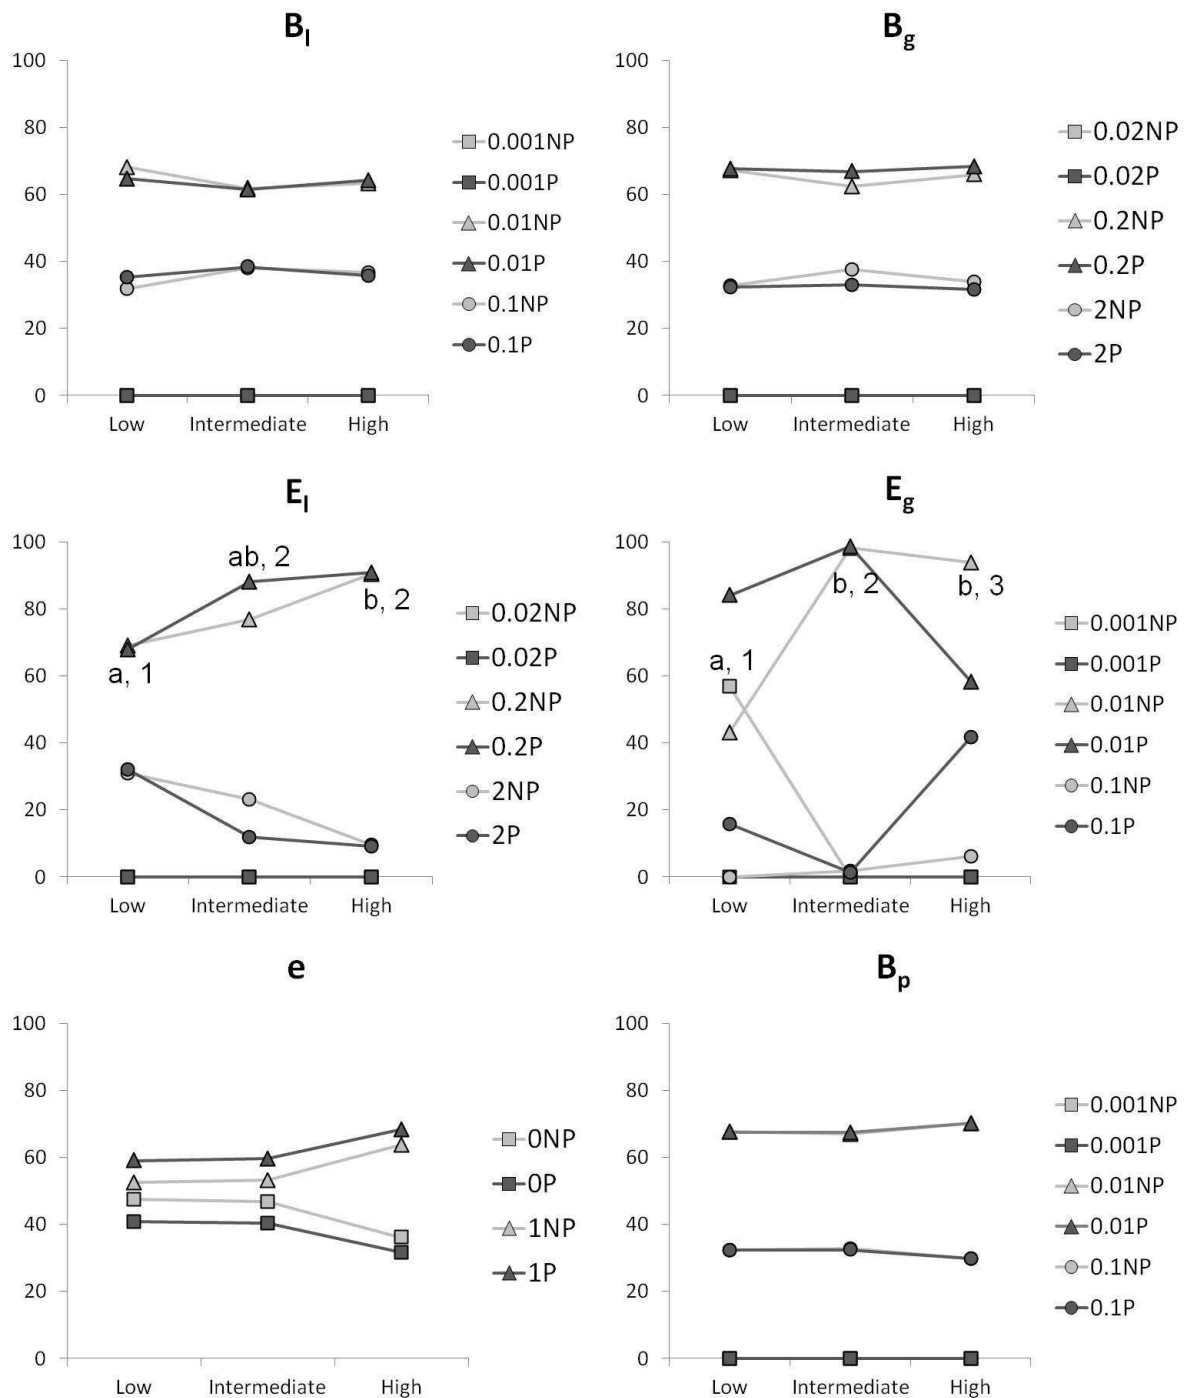 B_l
100
80
60
40
20
0
Low Intermediate High
0.001NP
0.001P
0.01NP
0.01P
0.1NP
0.1P
B_g
100
80
60
40
20
0
Low Intermediate High
0.02NP
0.02P
0.2NP
0.2P
2NP
2P
E_l
100
80
60
40
20
0
a, 1
ab, 2
b, 2
Low Intermediate High
0.02NP
0.02P
0.2NP
0.2P
2NP
2P
E_g
100
80
60
40
20
0
a, 1
b, 2
b, 3
Low Intermediate High
0.001NP
0.001P
0.01NP
0.01P
0.1NP
0.1P
e
100
80
60
40
20
0
Low Intermediate High
0NP
0P
1NP
1P
B_p
100
80
60
40
20
0
Low Intermediate High
0.001NP
0.001P
0.01NP
0.01P
0.1NP
0.1P